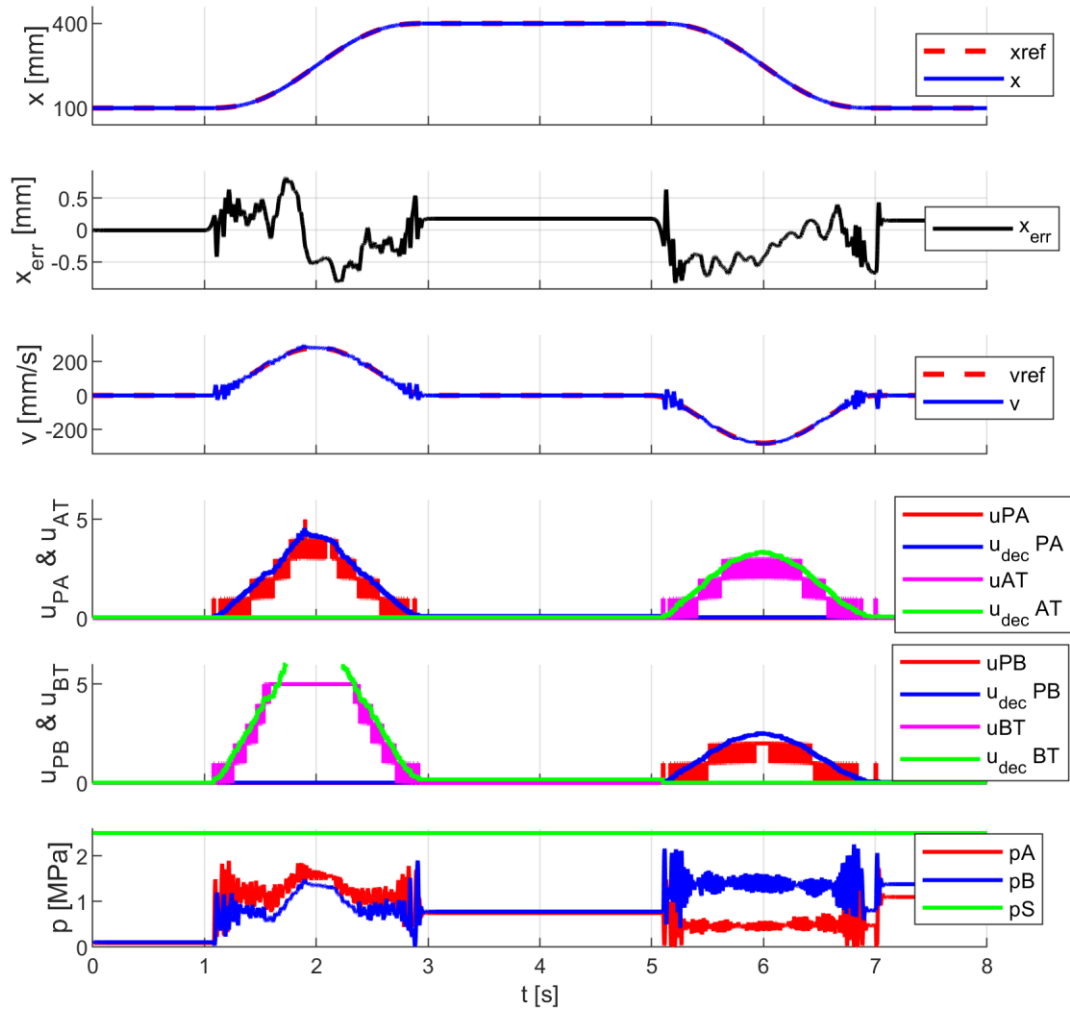 x [mm]
400
100
xref
x
x_err [mm]
0.5
0
-0.5
x_err
v [mm/s]
200
0
-200
vref
v
u_PA & u_AT
5
0
uPA
u_dec PA
uAT
u_dec AT
u_PB & u_BT
5
0
uPB
u_dec PB
uBT
u_dec BT
p [MPa]
2
1
0
pA
pB
pS
0 1 2 3 4 5 6 7 8
t [s]